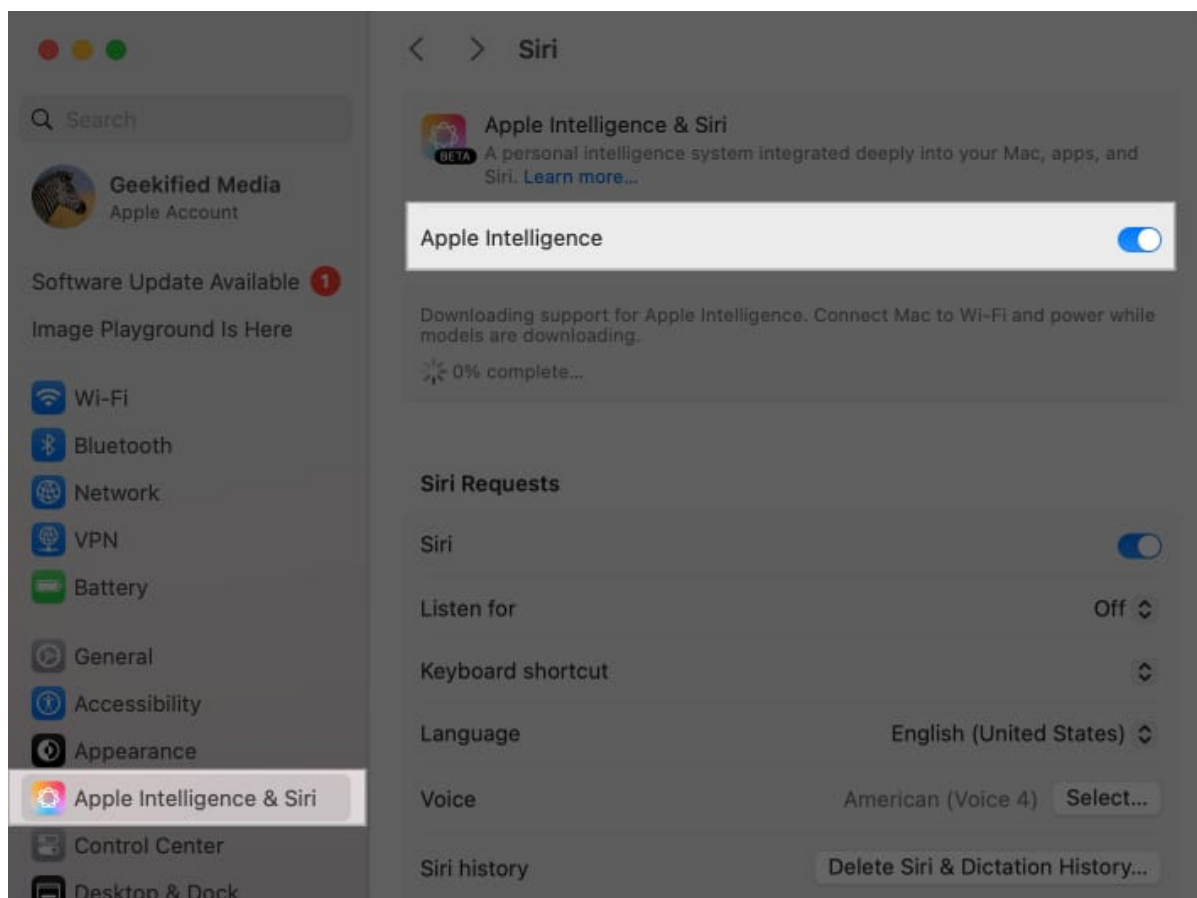 Siri
Search
Geekified Media
Apple Account
Software Update Available 1
Image Playground Is Here
Wi-Fi
Bluetooth
Network
VPN
Battery
General
Accessibility
Appearance
Apple Intelligence & Siri
Control Center
Desktop & Dock
Apple Intelligence & Siri
BETA
A personal intelligence system integrated deeply into your Mac, apps, and
Siri. Learn more...
Apple Intelligence
Downloading support for Apple Intelligence. Connect Mac to Wi-Fi and power while
models are downloading.
0% complete...
Siri Requests
Siri
Listen for Off
Keyboard shortcut
Language English (United States)
Voice American (Voice 4) Select...
Siri history Delete Siri & Dictation History...